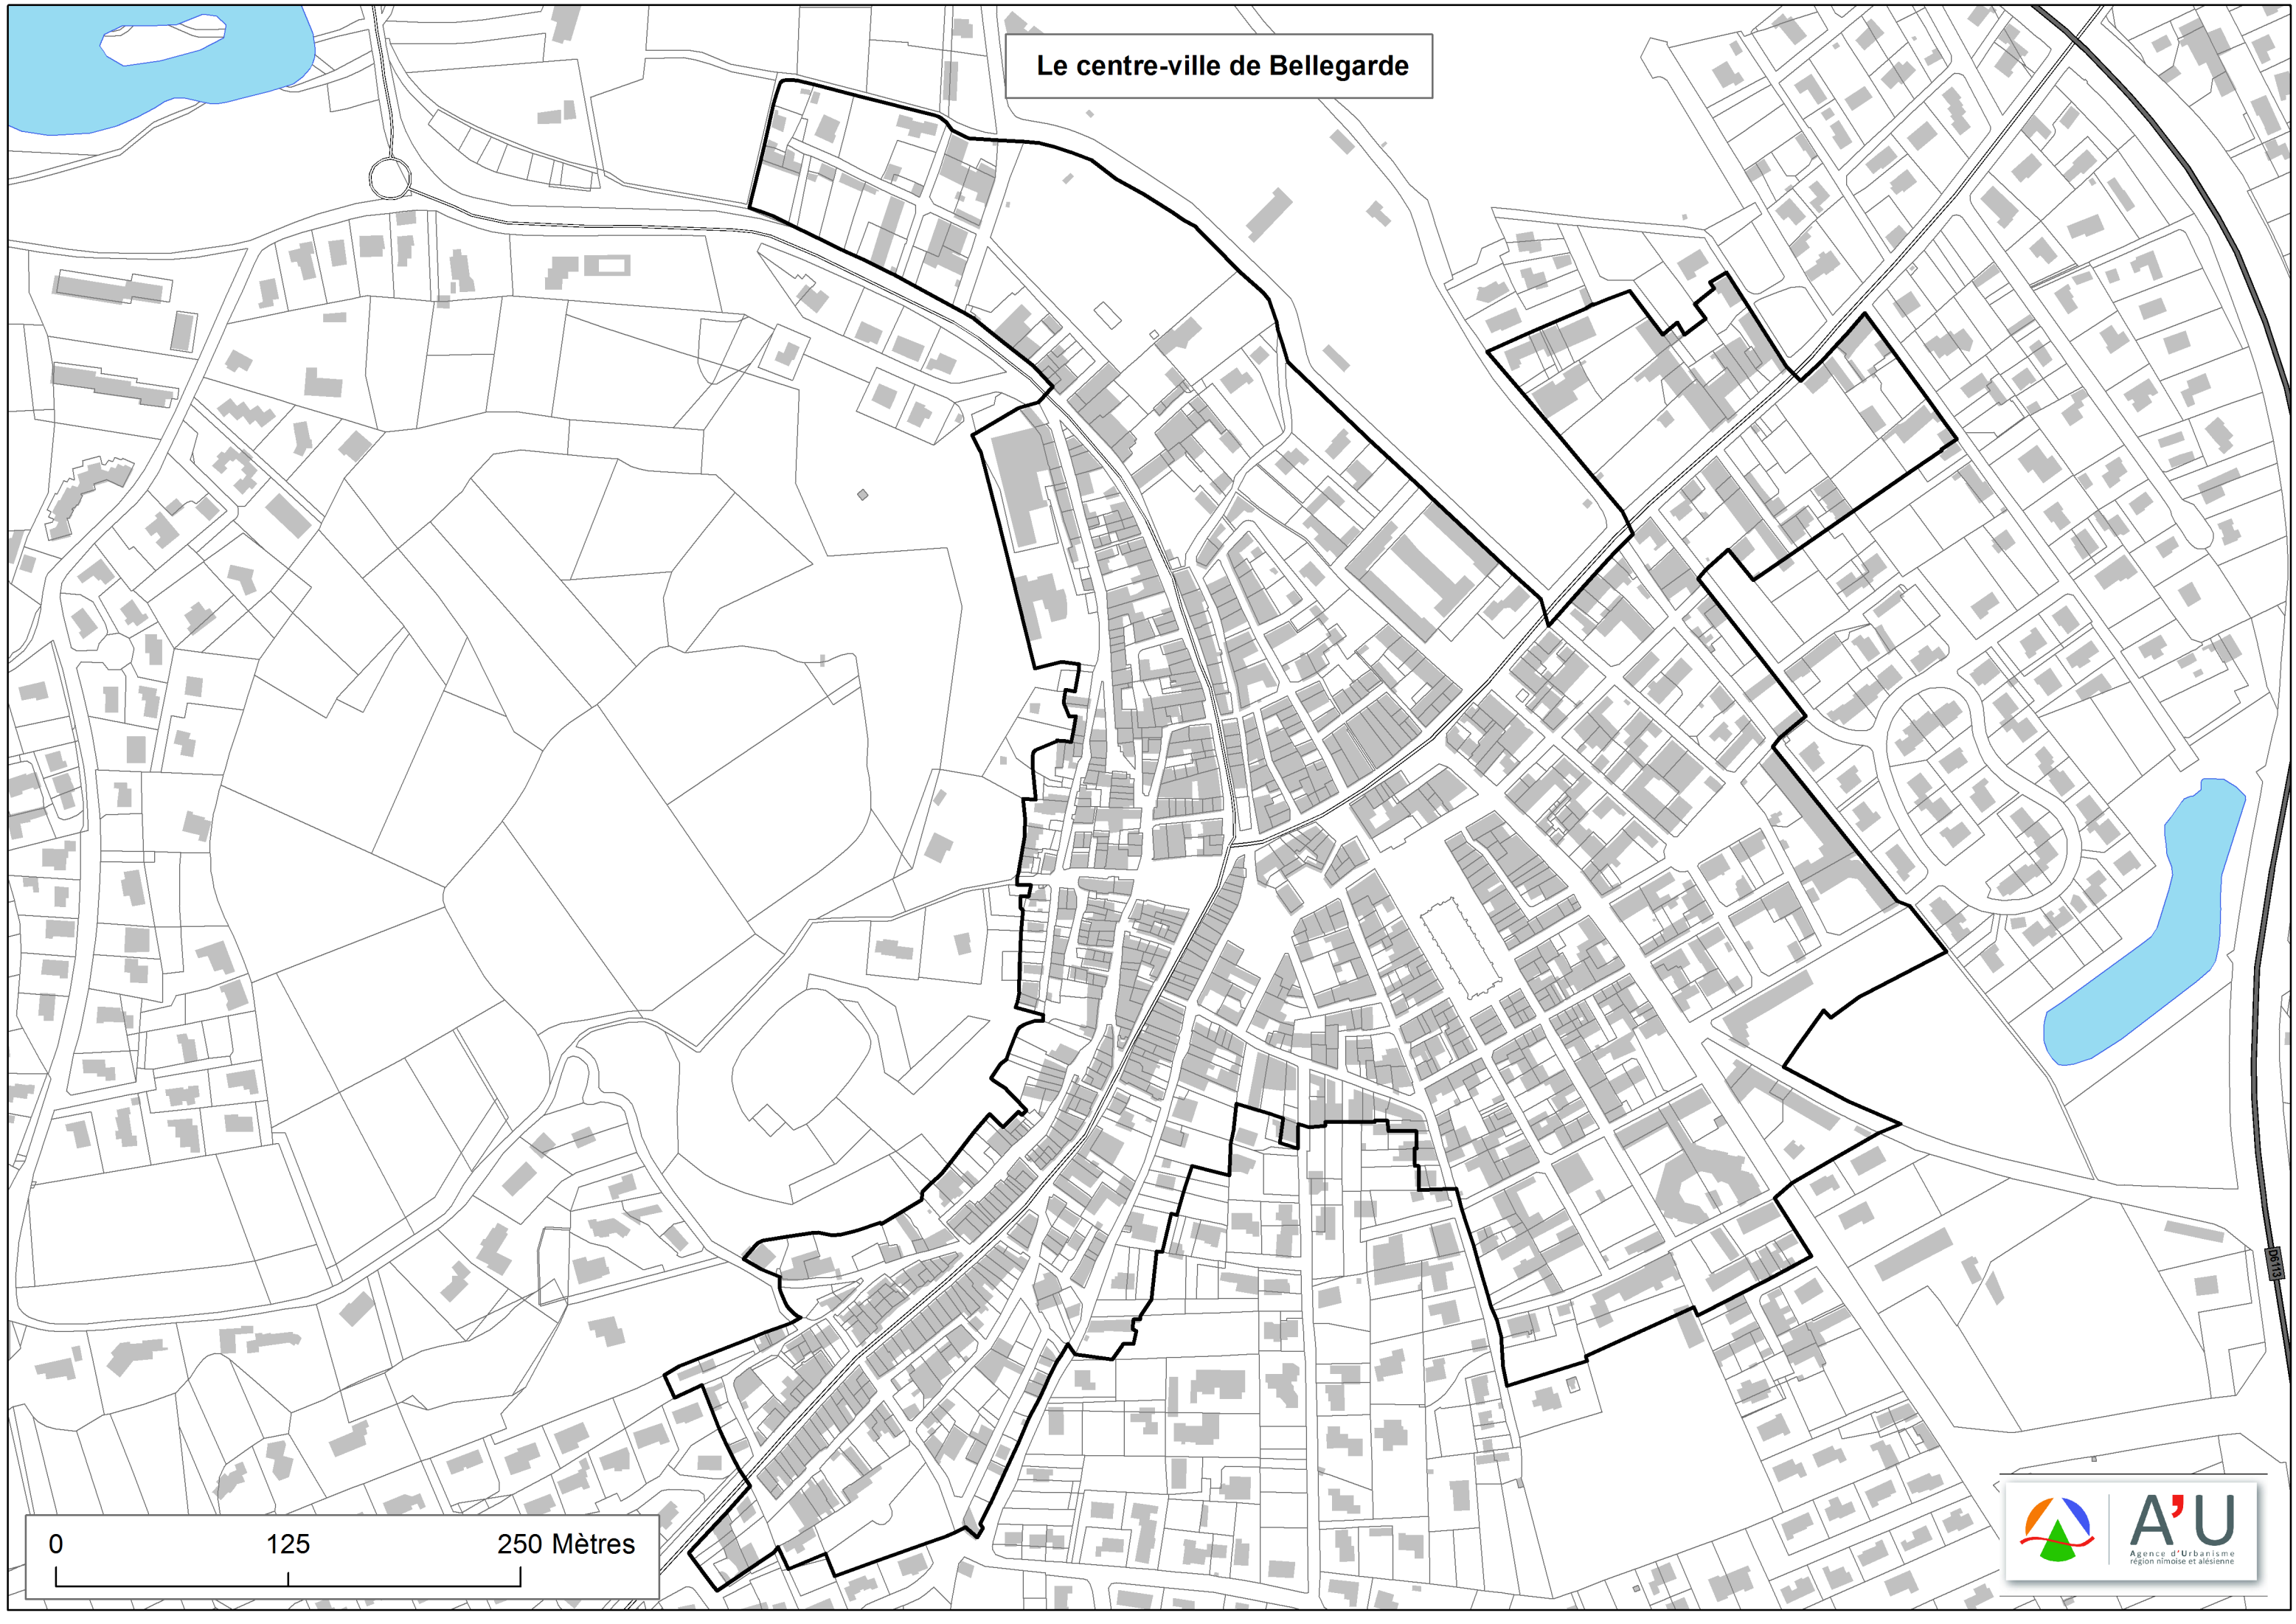 Le centre-ville de Bellegarde
D6113
0 125 250 Mètres
A'U
Agence d'Urbanisme
région nîmoise et alésienne